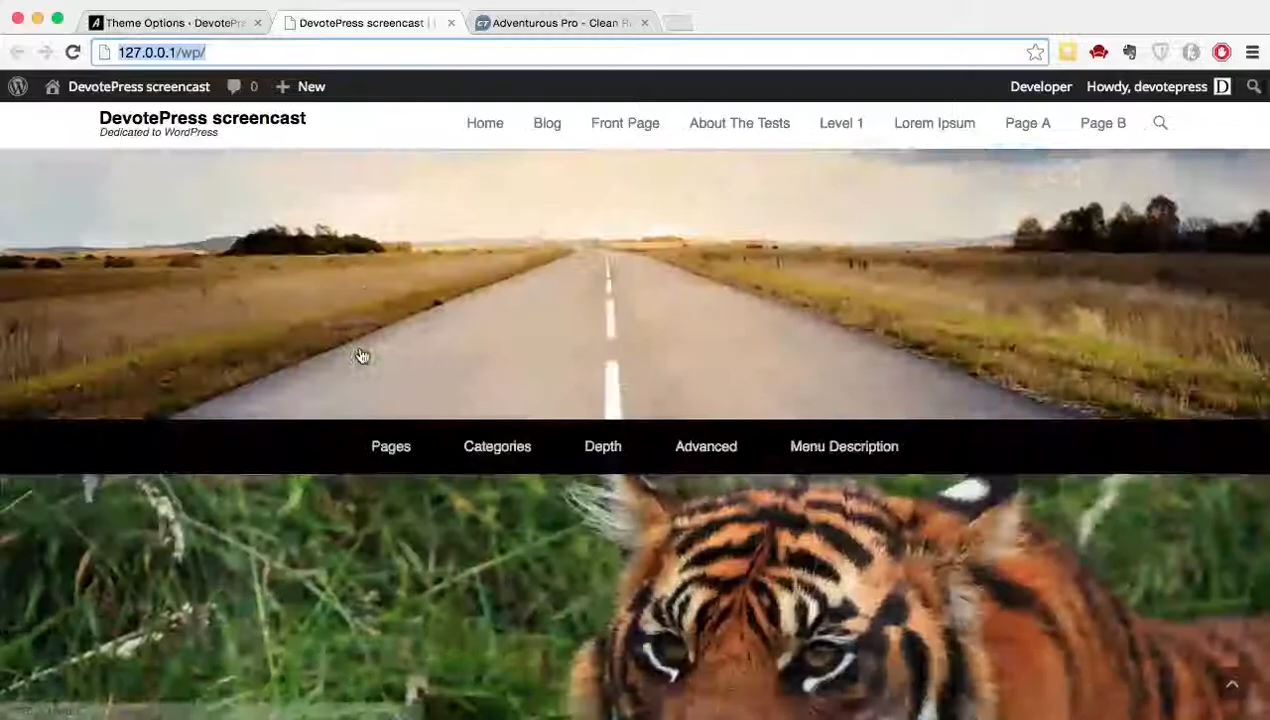 Theme Options ‹ DevotePre
DevotePress screencast |
CT Adventurous Pro - Clean R
127.0.0.1/wp/
DevotePress screencast 0 + New Developer Howdy, devotepress D
DevotePress screencast
Dedicated to WordPress
Home Blog Front Page About The Tests Level 1 Lorem Ipsum Page A Page B
Pages Categories Depth Advanced Menu Description